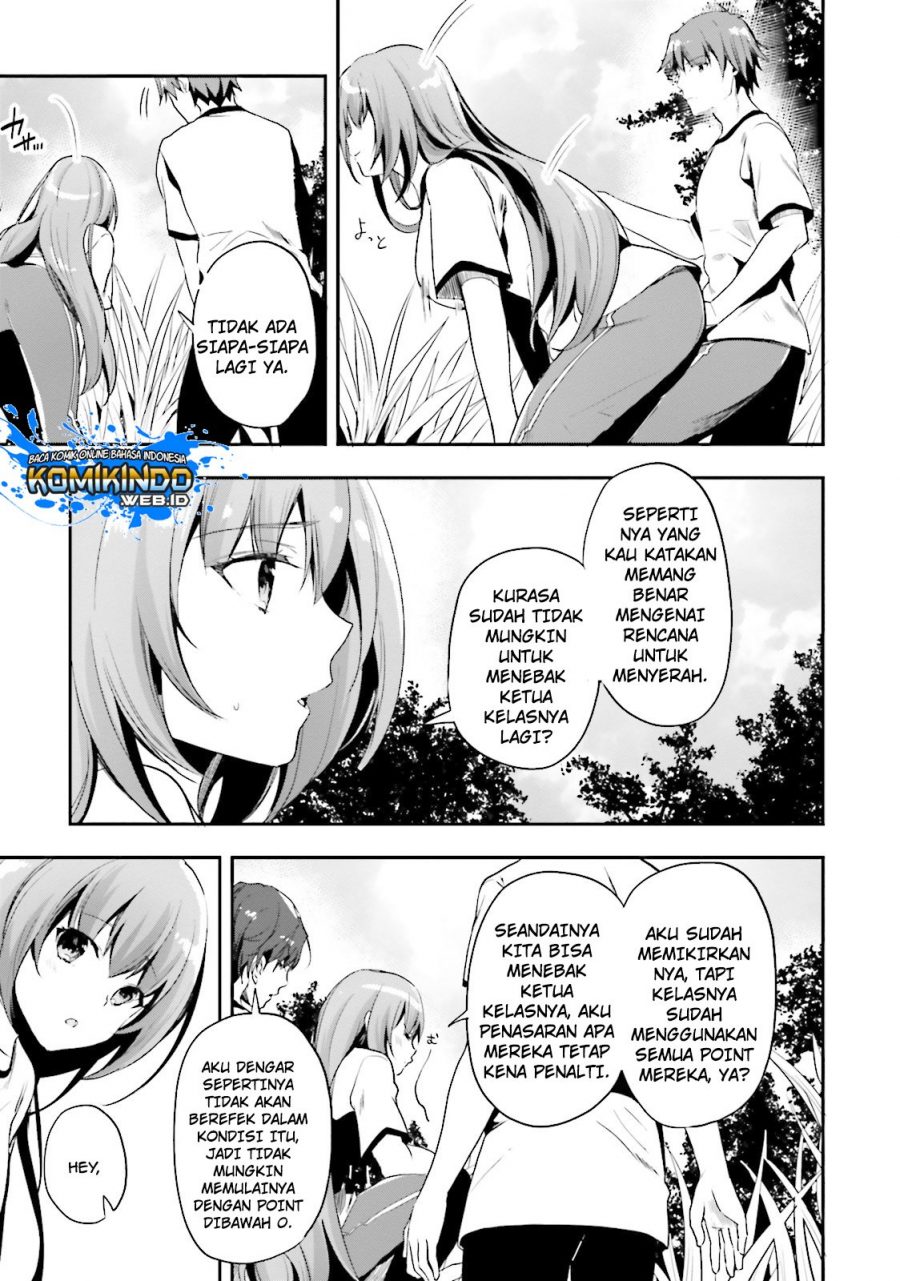 よっと
TIDAK ADA
SIAPA-SIAPA
LAGI YA.
ガサ...
BACA KOMIK ONLINE BAHASA INDONESIA
KOMIKINDO
WEB.ID
SEPERTI
NYA YANG
KAU KATAKAN
MEMANG
BENAR
MENGENAI
RENCANA
UNTUK
MENYERAH.
KURASA
SUDAH TIDAK
MUNGKIN
UNTUK
MENEBAK
KETUA
KELASNYA
LAGI?
AKU SUDAH
MEMIKIRKAN
NYA, TAPI
KELASNYA
SUDAH
MENGGUNAKAN
SEMUA POINT
MEREKA, YA?
SEANDAINYA
KITA BISA
MENEBAK
KETUA
KELASNYA, AKU
PENASARAN APA
MEREKA TETAP
KENA PENALTI.
AKU DENGAR
SEPERTINYA
TIDAK AKAN
BEREFEK DALAM
KONDISI ITU,
JADI TIDAK
MUNGKIN
MEMULAINYA
DENGAN POINT
DIBAWAH 0.
HEY,